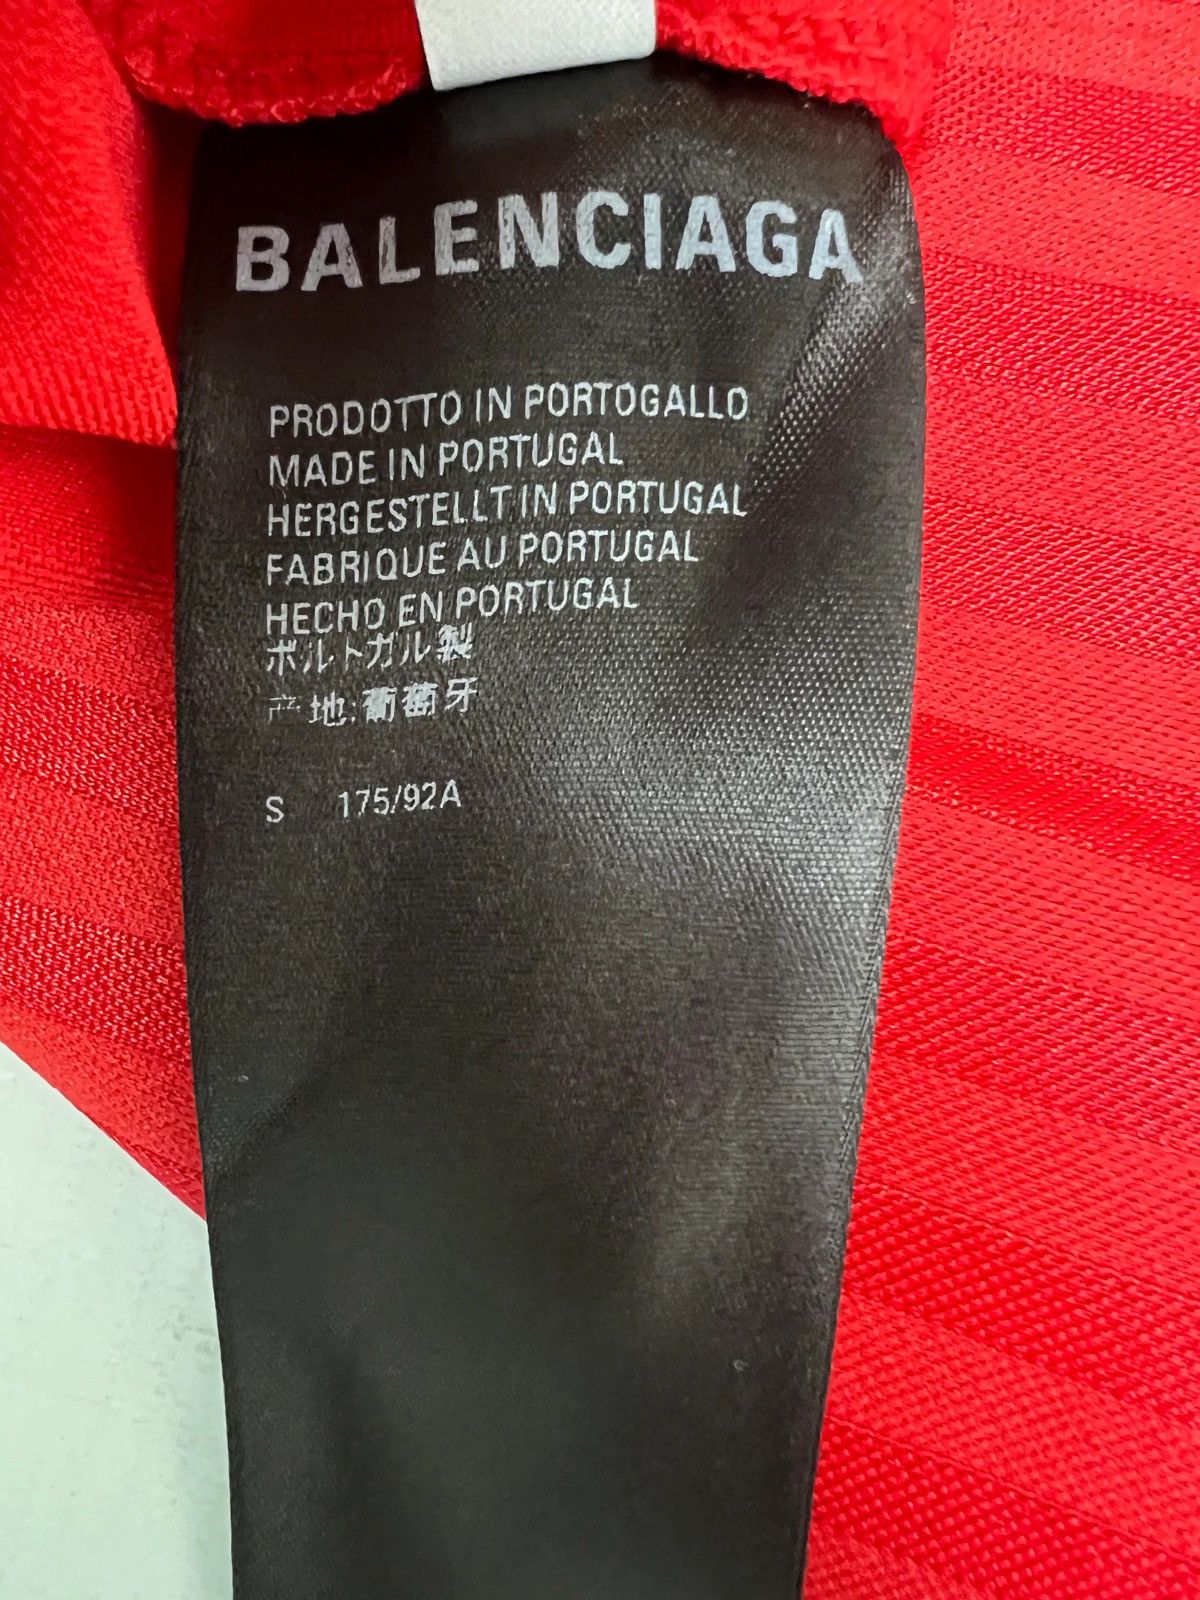 BALENCIAGA
PRODOTTO IN PORTOGALLO
MADE IN PORTUGAL
HERGESTELLT IN PORTUGAL
FABRIQUE AU PORTUGAL
HECHO EN PORTUGAL
ポルトガル製
产地:葡萄牙
S 175/92A